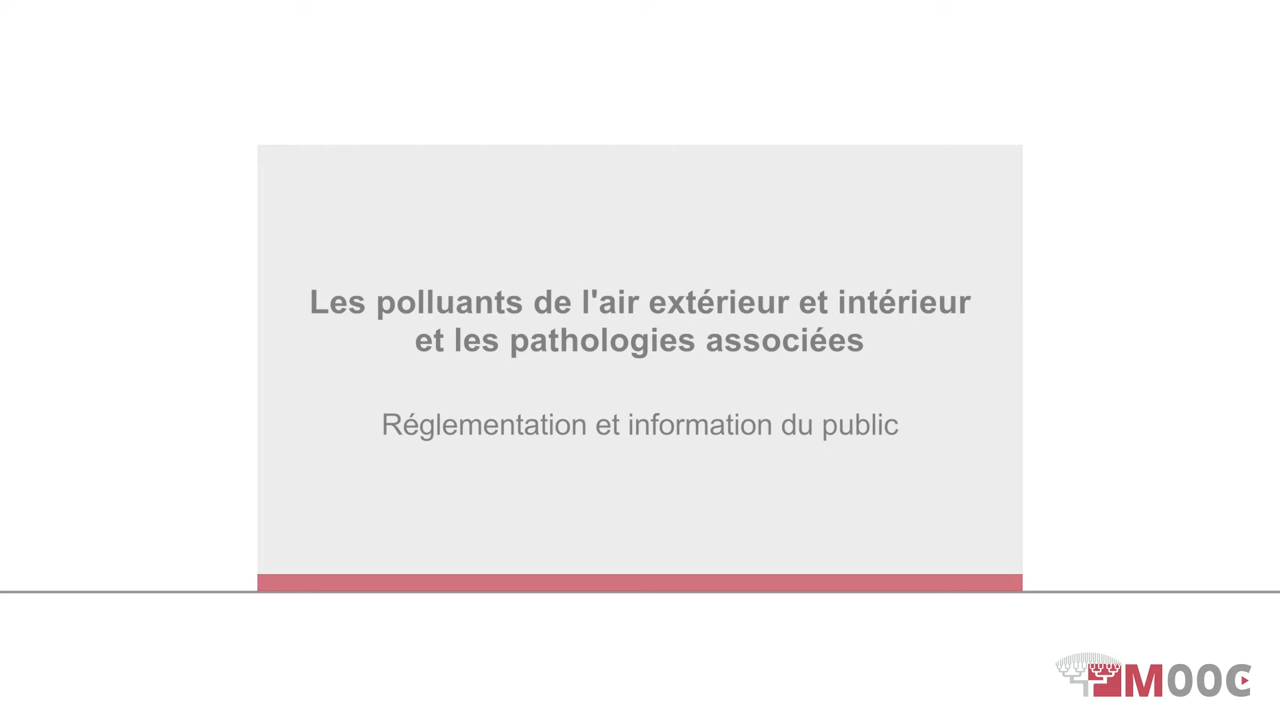 Les polluants de l'air extérieur et intérieur
et les pathologies associées
Réglementation et information du public
MOOC